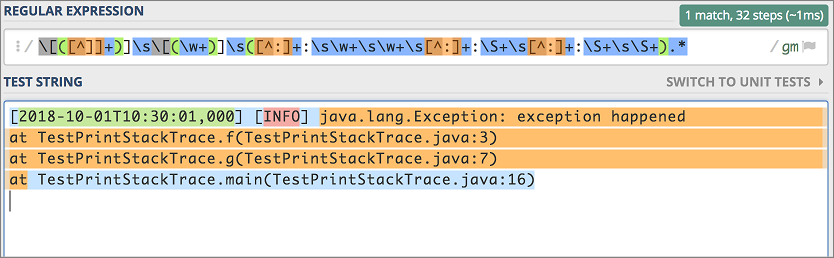 REGULAR EXPRESSION
1 match, 32 steps (~1ms)
/ \[([^]]+)]\s\[(\w+)]\s([^:]+:\s\w+\s\w+\s[^:]+:\S+\s[^:]+:\S+\s\S+).* / gm
TEST STRING
SWITCH TO UNIT TESTS
[2018-10-01T10:30:01,000] [INFO] java.lang.Exception: exception happened
at TestPrintStackTrace.f(TestPrintStackTrace.java:3)
at TestPrintStackTrace.g(TestPrintStackTrace.java:7)
at TestPrintStackTrace.main(TestPrintStackTrace.java:16)